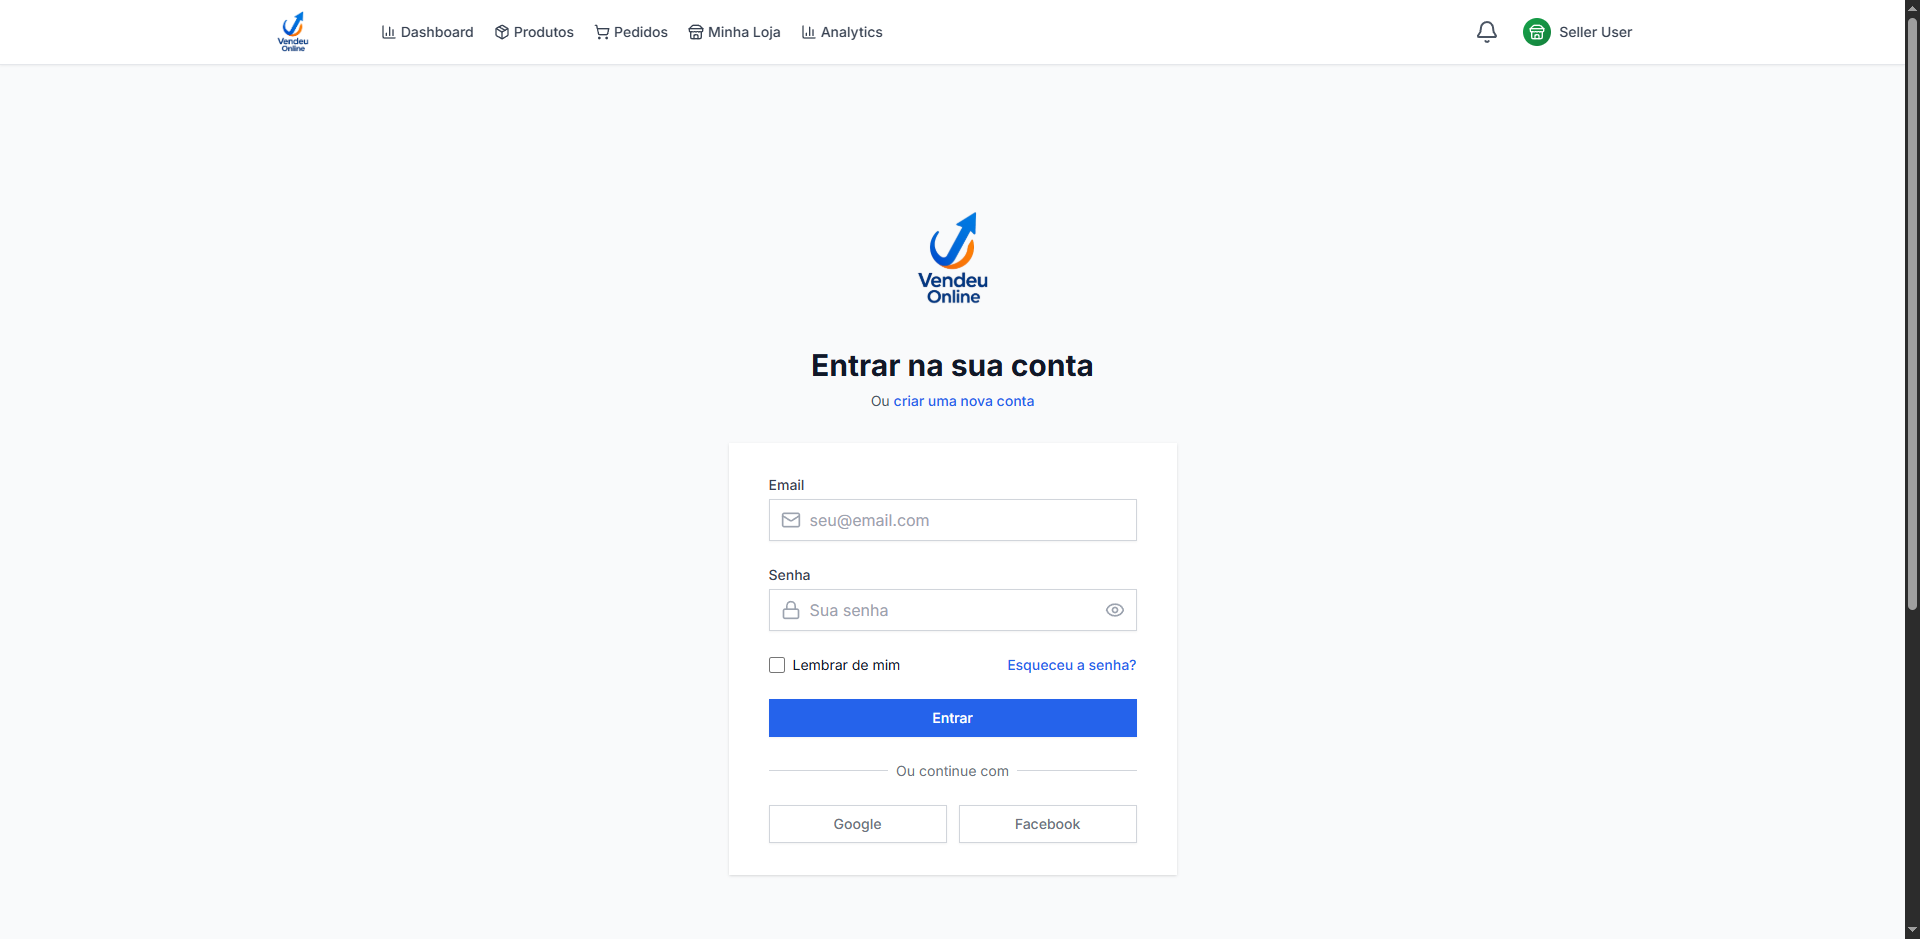 Vendeu
Online
Dashboard
Produtos
Pedidos
Minha Loja
Analytics
Seller User
Vendeu
Online
Entrar na sua conta
Ou criar uma nova conta
Email
seu@email.com
Senha
Sua senha
Lembrar de mim
Esqueceu a senha?
Entrar
Ou continue com
Google
Facebook